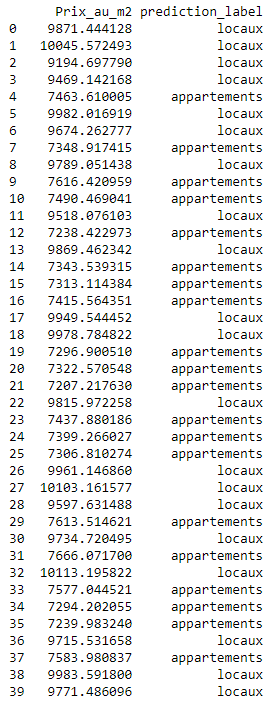 Prix_au_m2 prediction_label
0 9871.444128 locaux
1 10045.572493 locaux
2 9194.697790 locaux
3 9469.142168 locaux
4 7463.610005 appartements
5 9982.016919 locaux
6 9674.262777 locaux
7 7348.917415 appartements
8 9789.051438 locaux
9 7616.420959 appartements
10 7490.469041 appartements
11 9518.076103 locaux
12 7238.422973 appartements
13 9869.462342 locaux
14 7343.539315 appartements
15 7313.114384 appartements
16 7415.564351 appartements
17 9949.544452 locaux
18 9978.784822 locaux
19 7296.900510 appartements
20 7322.570548 appartements
21 7207.217630 appartements
22 9815.972258 locaux
23 7437.880186 appartements
24 7399.266027 appartements
25 7306.810274 appartements
26 9961.146860 locaux
27 10103.161577 locaux
28 9597.631488 locaux
29 7613.514621 appartements
30 9734.720495 locaux
31 7666.071700 appartements
32 10113.195822 locaux
33 7577.044521 appartements
34 7294.202055 appartements
35 7239.983240 appartements
36 9715.531658 locaux
37 7583.980837 appartements
38 9983.591800 locaux
39 9771.486096 locaux